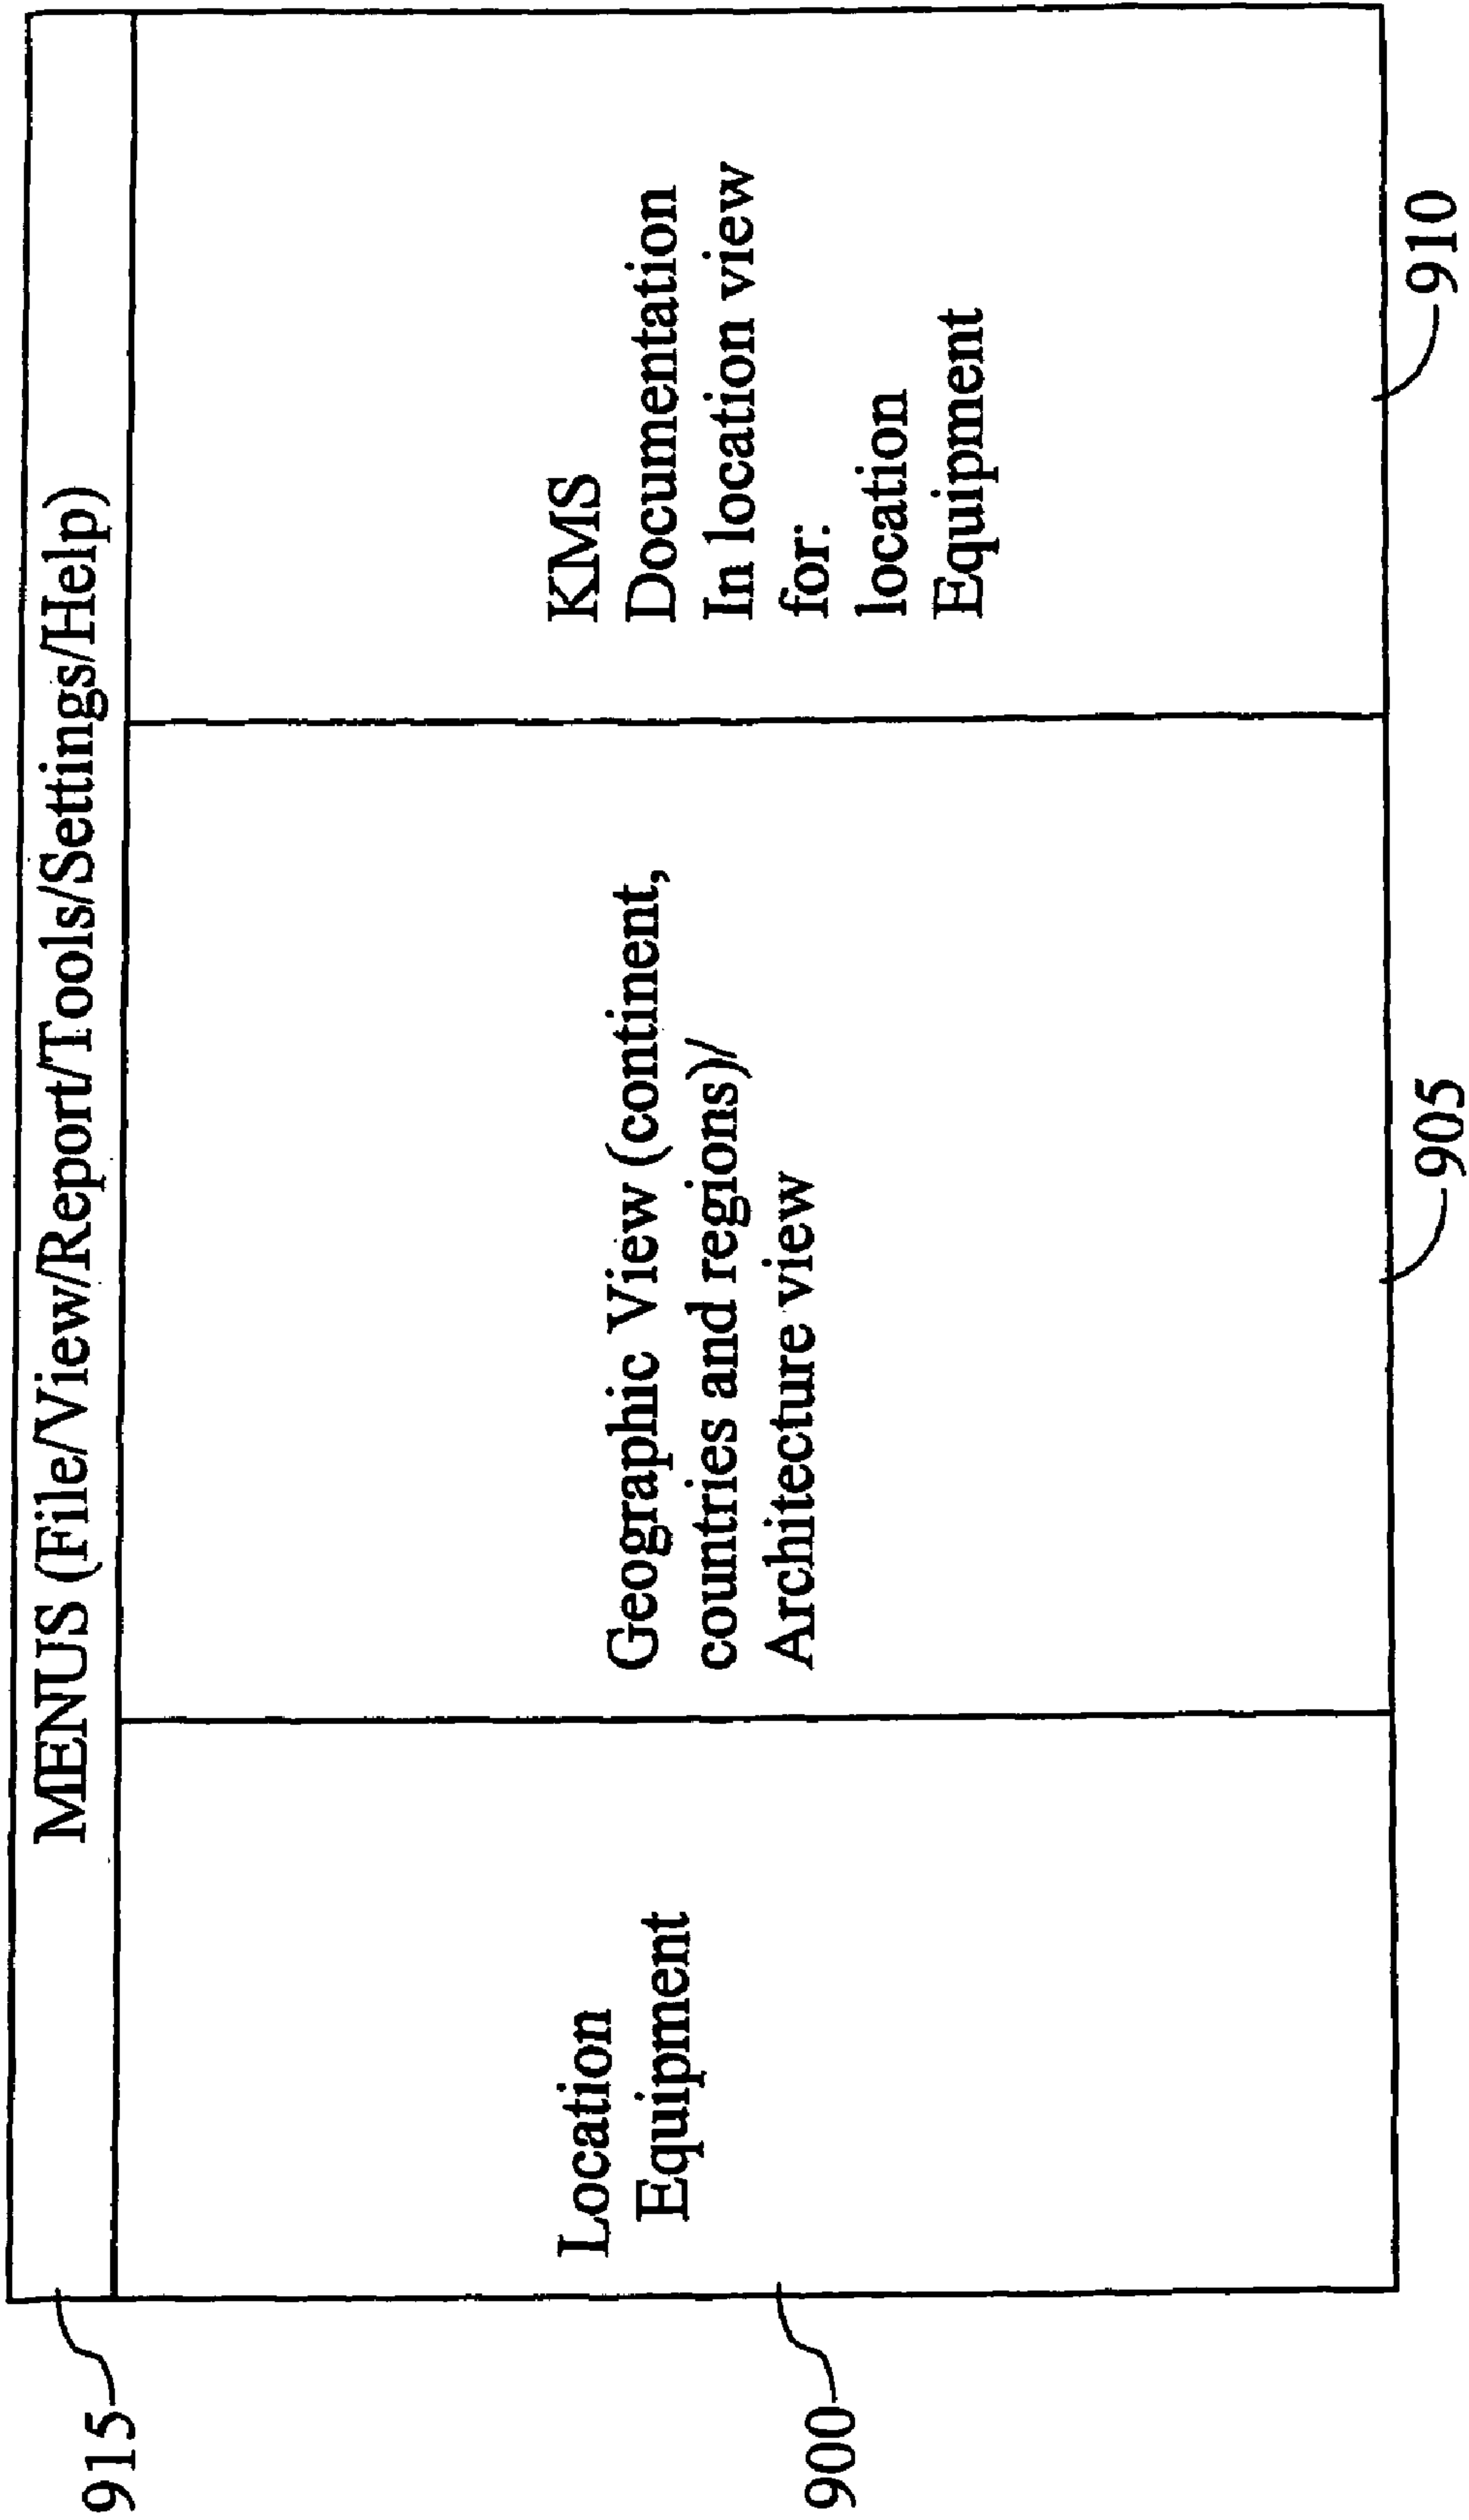 915
MENUS (File/View/Report/Tools/Settings/Help)
900
Location
Equipment
Geographic View (continent,
countries and regions)/
Architecture view
905
KMS
Documentation
In location view
for:
location
Equipment
910